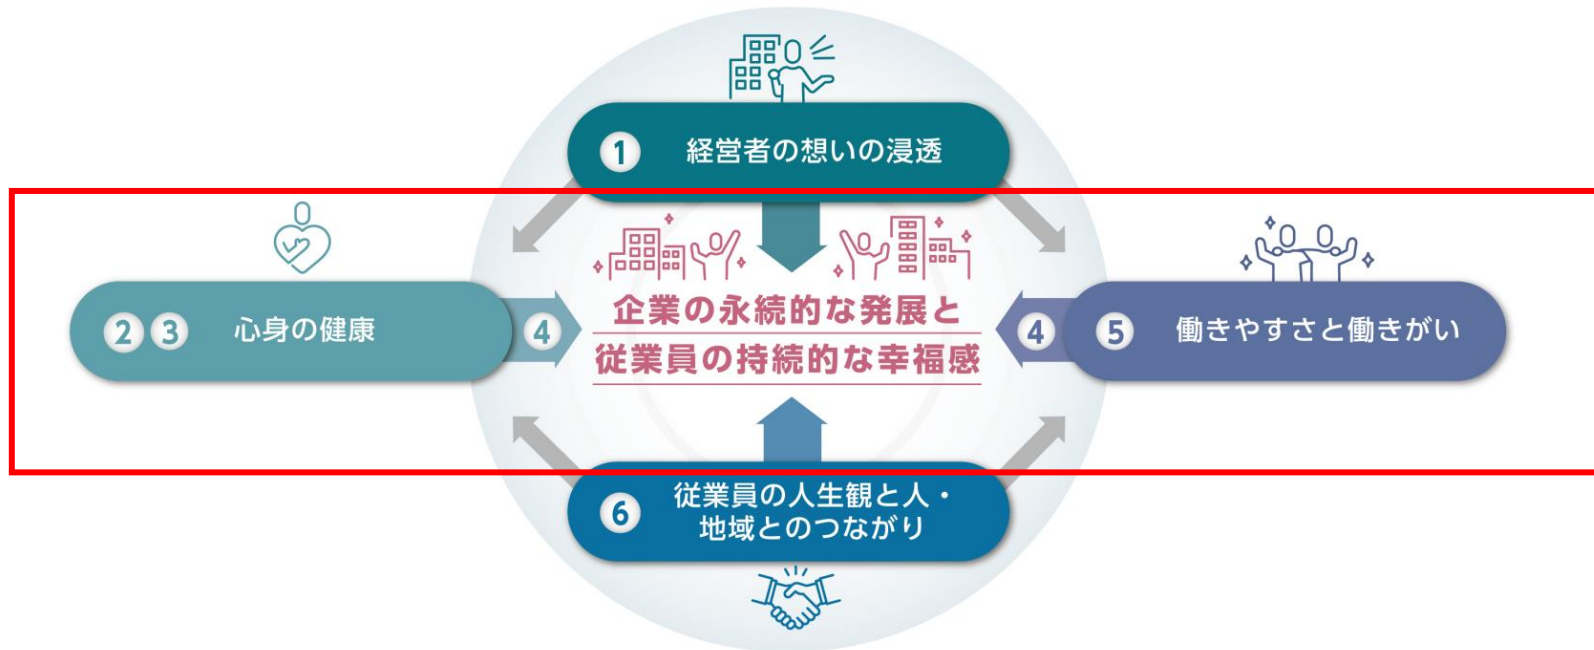 1 経営者の想いの浸透
2 3 心身の健康
4
企業の永続的な発展と
従業員の持続的な幸福感
4
5 働きやすさと働きがい
6 従業員の人生観と人・
地域とのつながり